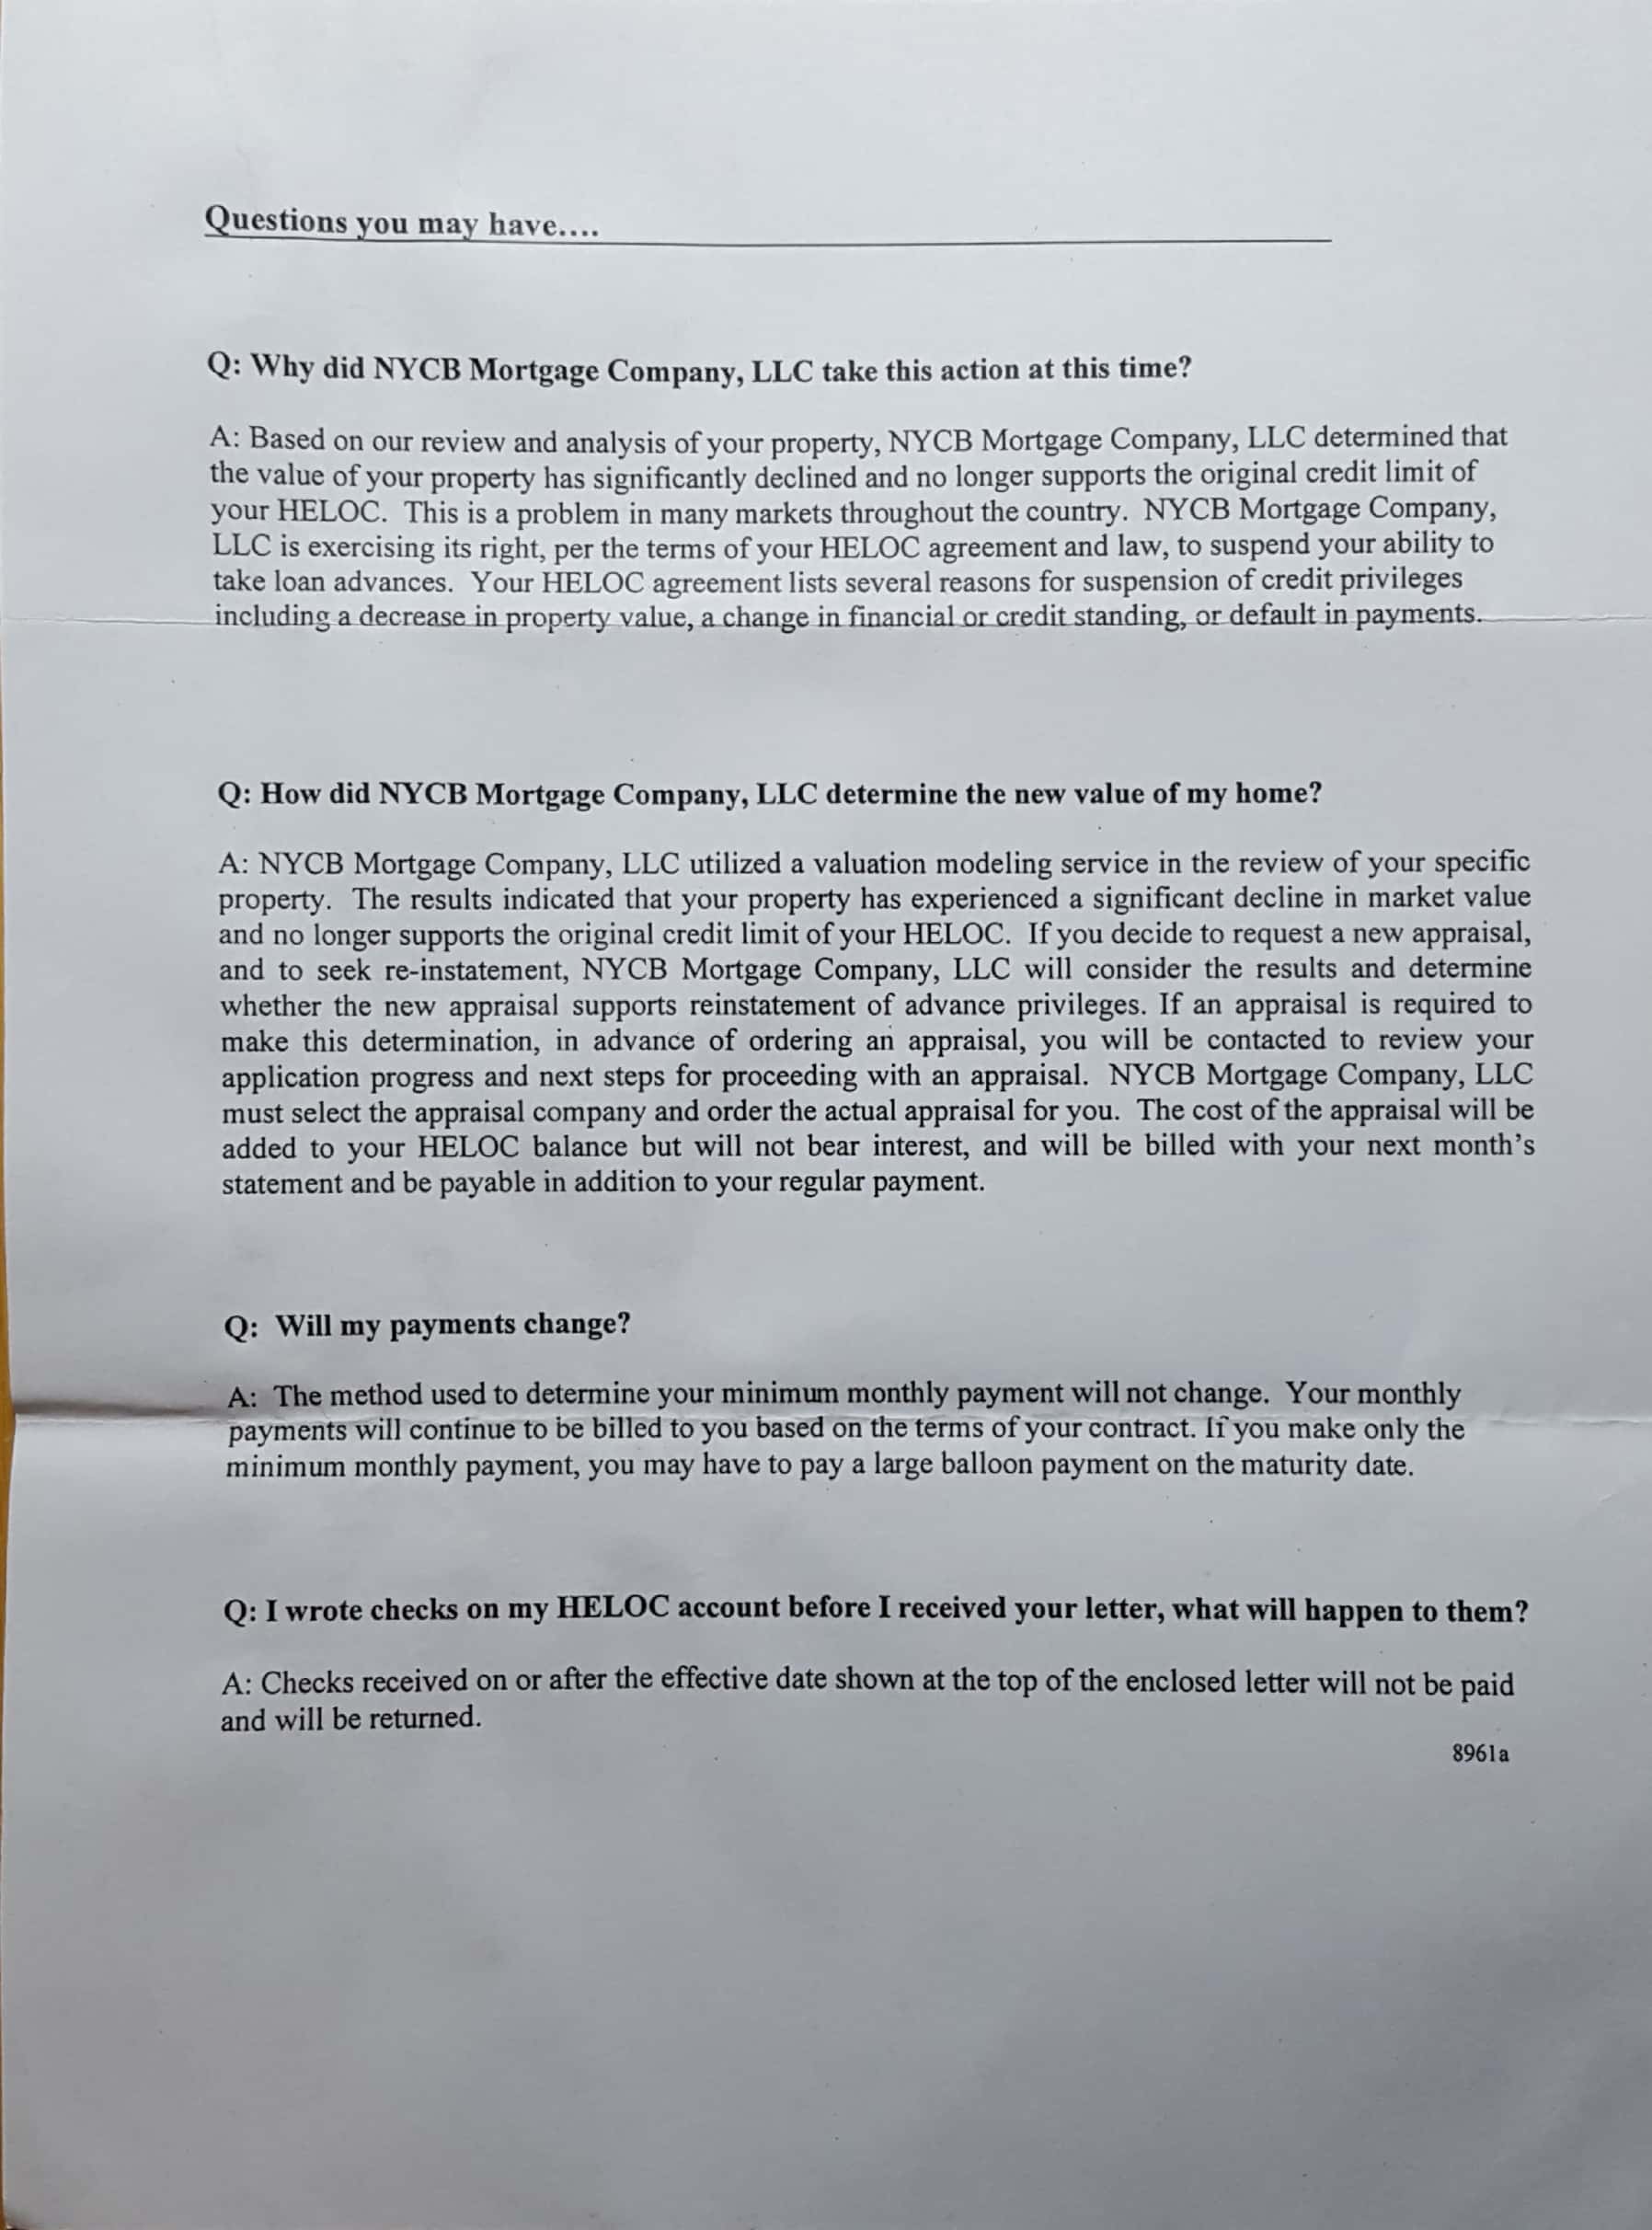 Questions you may have....
Q: Why did NYCB Mortgage Company, LLC take this action at this time?
A: Based on our review and analysis of your property, NYCB Mortgage Company, LLC determined that
the value of your property has significantly declined and no longer supports the original credit limit of
your HELOC. This is a problem in many markets throughout the country. NYCB Mortgage Company,
LLC is exercising its right, per the terms of your HELOC agreement and law, to suspend your ability to
take loan advances. Your HELOC agreement lists several reasons for suspension of credit privileges
including a decrease in property value, a change in financial or credit standing, or default in payments.
Q: How did NYCB Mortgage Company, LLC determine the new value of my home?
A: NYCB Mortgage Company, LLC utilized a valuation modeling service in the review of your specific
property. The results indicated that your property has experienced a significant decline in market value
and no longer supports the original credit limit of your HELOC. If you decide to request a new appraisal,
and to seek re-instatement, NYCB Mortgage Company, LLC will consider the results and determine
whether the new appraisal supports reinstatement of advance privileges. If an appraisal is required to
make this determination, in advance of ordering an appraisal, you will be contacted to review your
application progress and next steps for proceeding with an appraisal. NYCB Mortgage Company, LLC
must select the appraisal company and order the actual appraisal for you. The cost of the appraisal will be
added to your HELOC balance but will not bear interest, and will be billed with your next month's
statement and be payable in addition to your regular payment.
Q: Will my payments change?
A: The method used to determine your minimum monthly payment will not change. Your monthly
payments will continue to be billed to you based on the terms of your contract. If you make only the
minimum monthly payment, you may have to pay a large balloon payment on the maturity date.
Q: I wrote checks on my HELOC account before I received your letter, what will happen to them?
A: Checks received on or after the effective date shown at the top of the enclosed letter will not be paid
and will be returned.
8961a